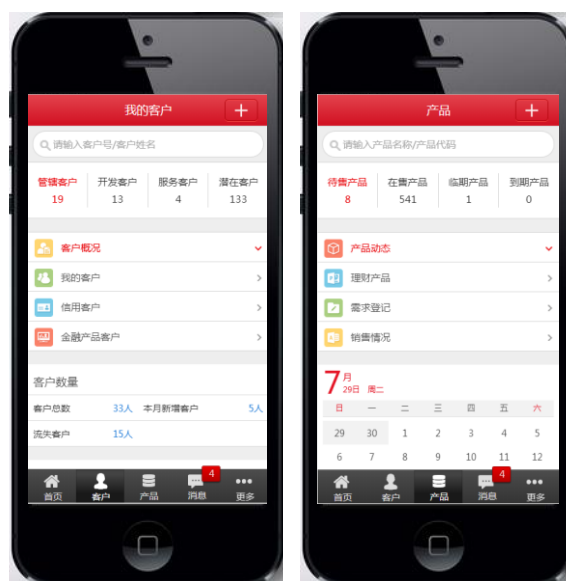 我的客户
请输入客户号/客户姓名
管辖客户 开发客户 服务客户 潜在客户
19 13 4 133
客户概况
我的客户
信用客户
金融产品客户
客户数量
客户总数 33人 本月新增客户 5人
流失客户 15人
4
首页 客户 产品 消息 更多
产品
请输入产品名称/产品代码
待售产品 在售产品 临期产品 到期产品
8 541 1 0
产品动态
理财产品
需求登记
销售情况
7月
29日 周二
日 一 二 三 四 五 六
29 30 1 2 3 4 5
6 7 8 9 10 11 12
4
首页 客户 产品 消息 更多